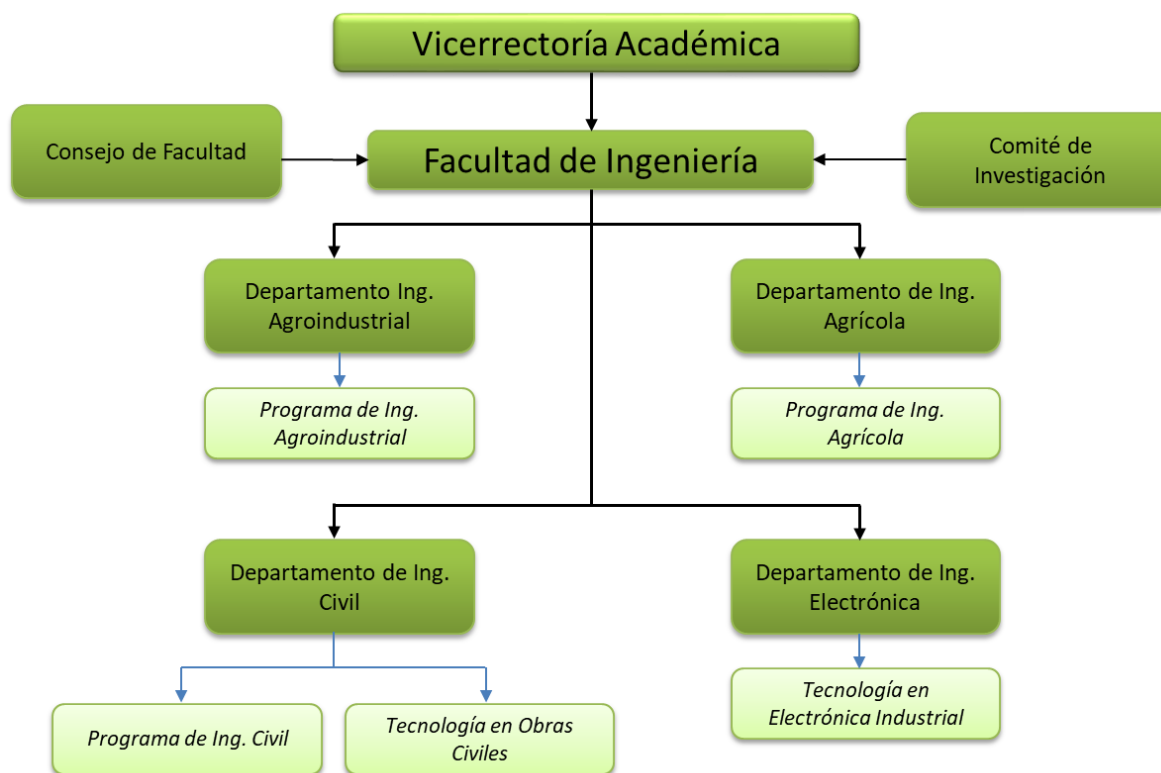 Vicerrectoría Académica
Consejo de Facultad
Facultad de Ingeniería
Comité de
Investigación
Departamento Ing.
Agroindustrial
Departamento de Ing.
Agrícola
Programa de Ing.
Agroindustrial
Programa de Ing.
Agrícola
Departamento de Ing.
Civil
Departamento de Ing.
Electrónica
Programa de Ing. Civil
Tecnología en Obras
Civiles
Tecnología en
Electrónica Industrial